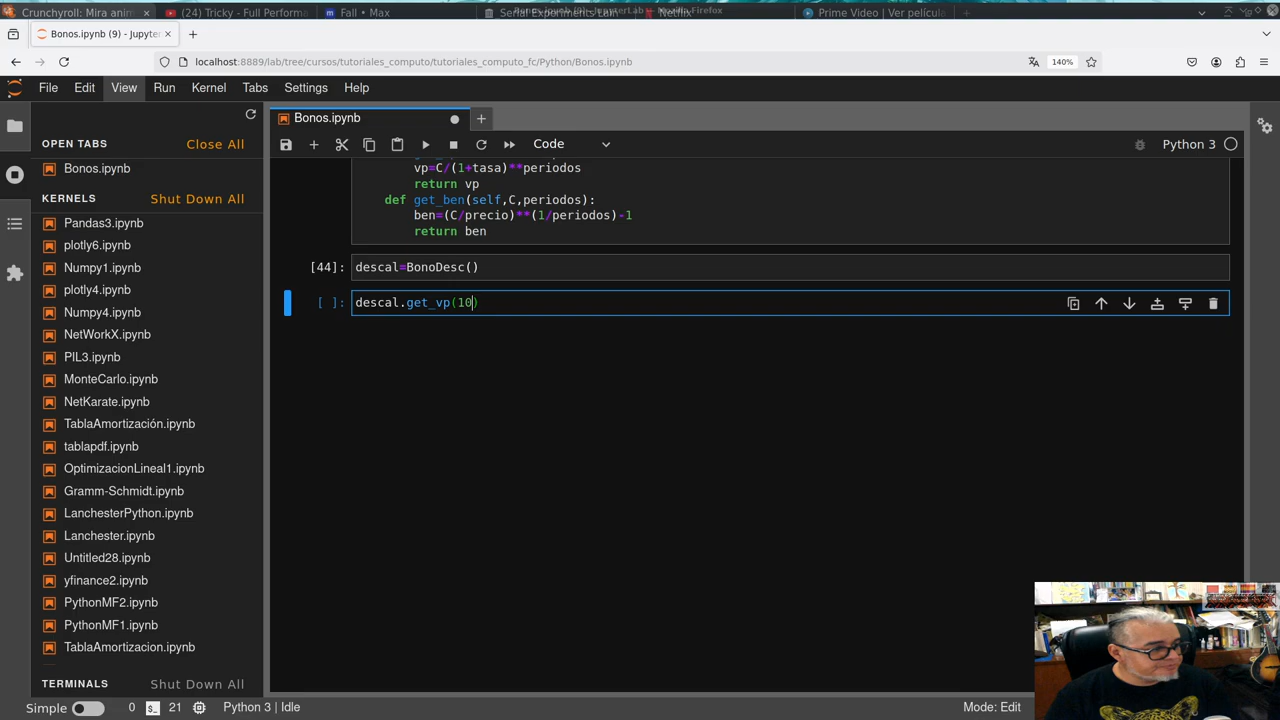 Crunchyroll: Mira anim
(24) Tricky - Full Performa
Fall • Max
Netflix
Prime Video | Ver película
Bonos.ipynb (9) - Jupyte
localhost:8889/lab/tree/cursos/tutoriales_computo/tutoriales_computo_fc/Python/Bonos.ipynb
140%
File Edit View Run Kernel Tabs Settings Help
Bonos.ipynb
OPEN TABS Close All
Code
Python 3
Bonos.ipynb
KERNELS Shut Down All
Pandas3.ipynb
plotly6.ipynb
Numpy1.ipynb
plotly4.ipynb
Numpy4.ipynb
NetWorkX.ipynb
PIL3.ipynb
MonteCarlo.ipynb
NetKarate.ipynb
TablaAmortización.ipynb
tablapdf.ipynb
OptimizacionLineal1.ipynb
Gramm-Schmidt.ipynb
LanchesterPython.ipynb
Lanchester.ipynb
Untitled28.ipynb
yfinance2.ipynb
PythonMF2.ipynb
PythonMF1.ipynb
TablaAmortizacion.ipynb
TERMINALS Shut Down All
vp=C/(1+tasa)**periodos
return vp
def get_ben(self,C,periodos):
ben=(C/precio)**(1/periodos)-1
return ben
[44]: descal=BonoDesc()
[ ]: descal.get_vp(10)
Simple 0 21 Python 3 | Idle
Mode: Edit